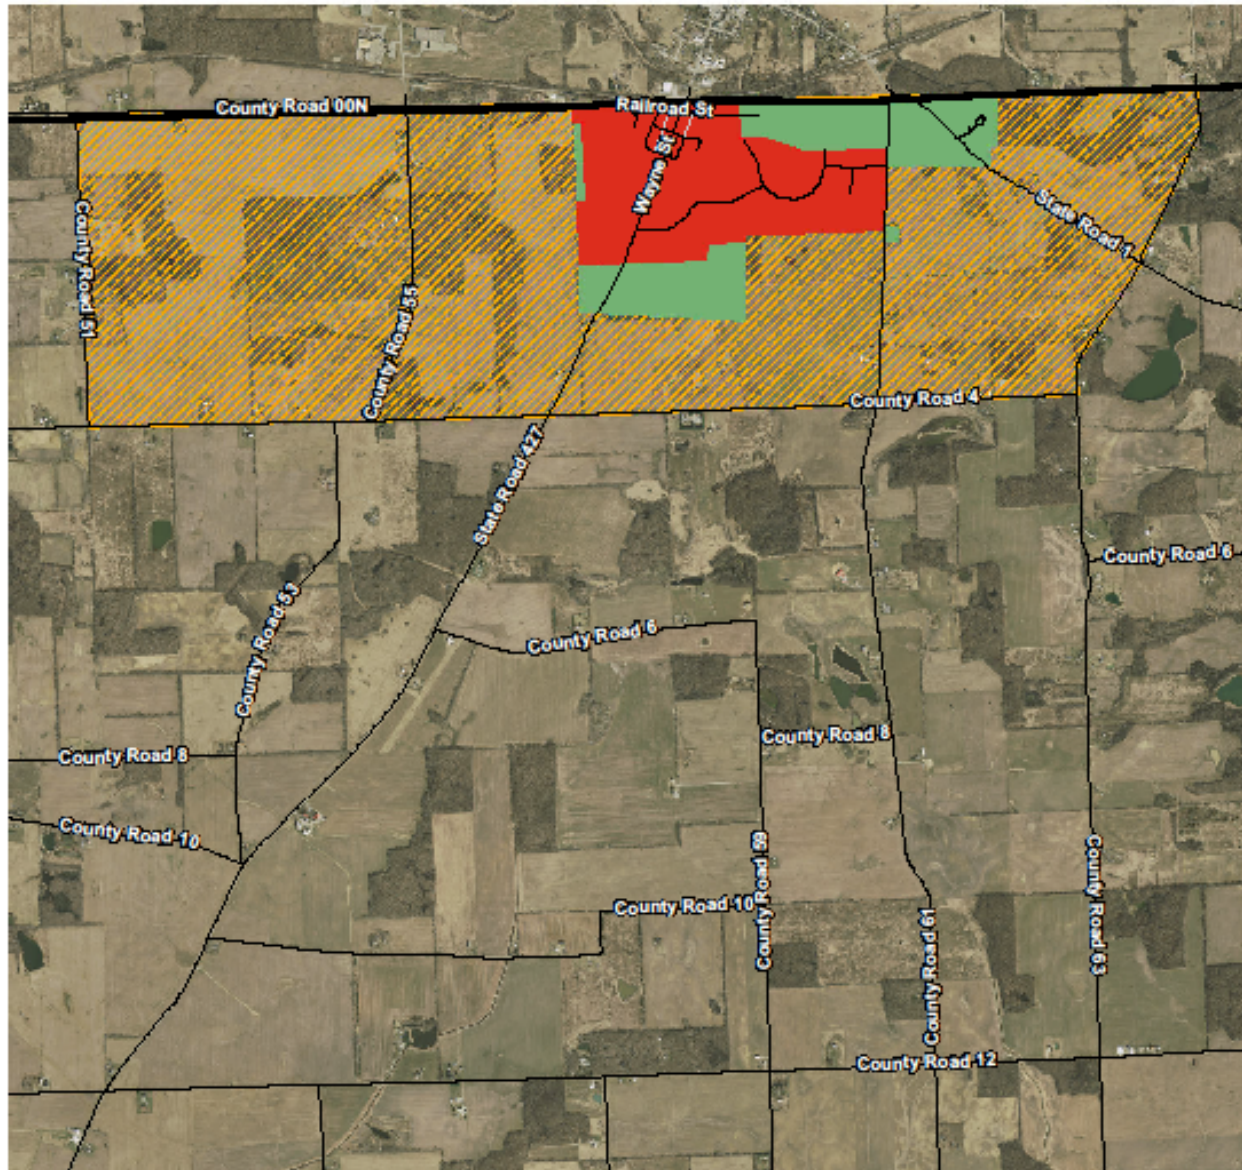 County Road 00N
Railroad St
Wayne St
County Road 51
State Road 1
County Road 55
County Road 4
State Road 427
County Road 6
County Road 53
County Road 6
County Road 8
County Road 8
County Road 10
County Road 59
County Road 63
County Road 10
County Road 61
County Road 12